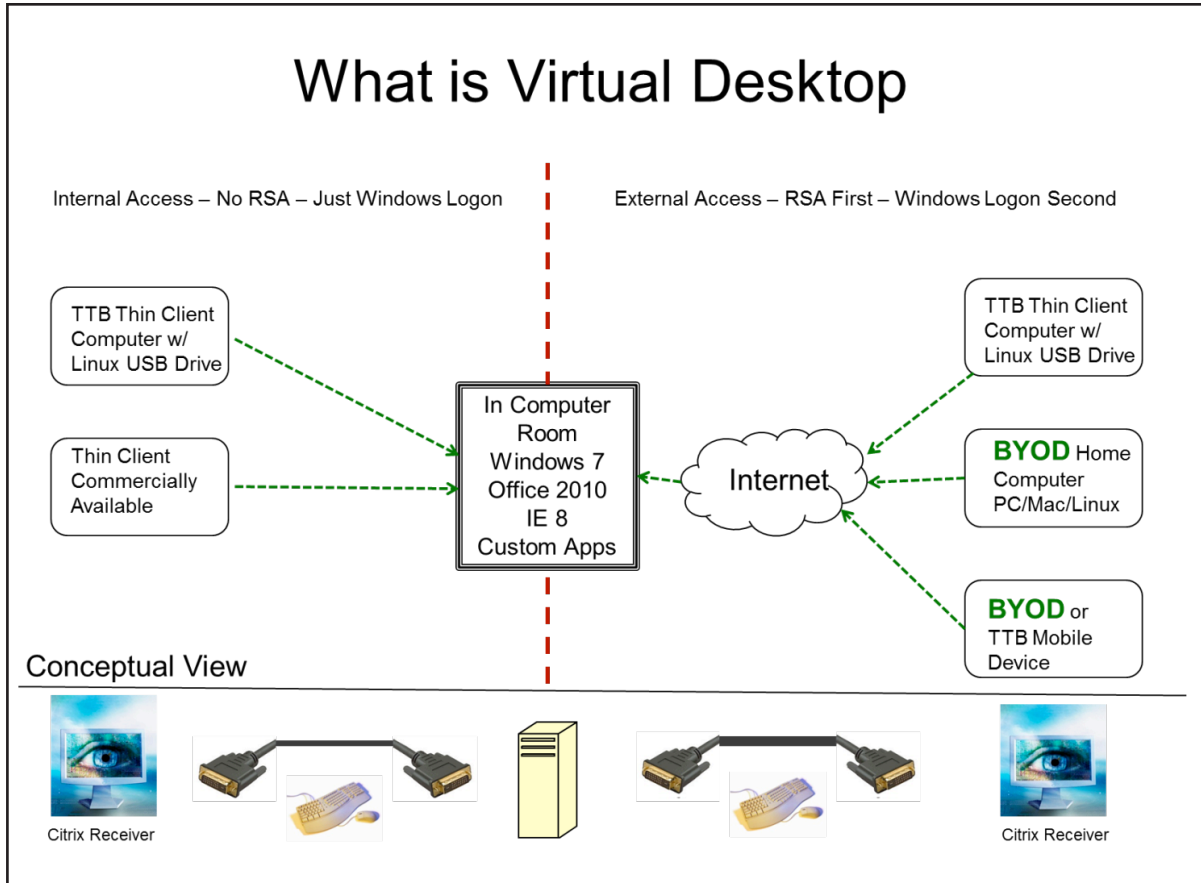 What is Virtual Desktop
Internal Access – No RSA – Just Windows Logon
External Access – RSA First – Windows Logon Second
TTB Thin Client
Computer w/
Linux USB Drive
Thin Client
Commercially
Available
In Computer
Room
Windows 7
Office 2010
IE 8
Custom Apps
Internet
TTB Thin Client
Computer w/
Linux USB Drive
BYOD Home
Computer
PC/Mac/Linux
BYOD or
TTB Mobile
Device
Conceptual View
Citrix Receiver
Citrix Receiver